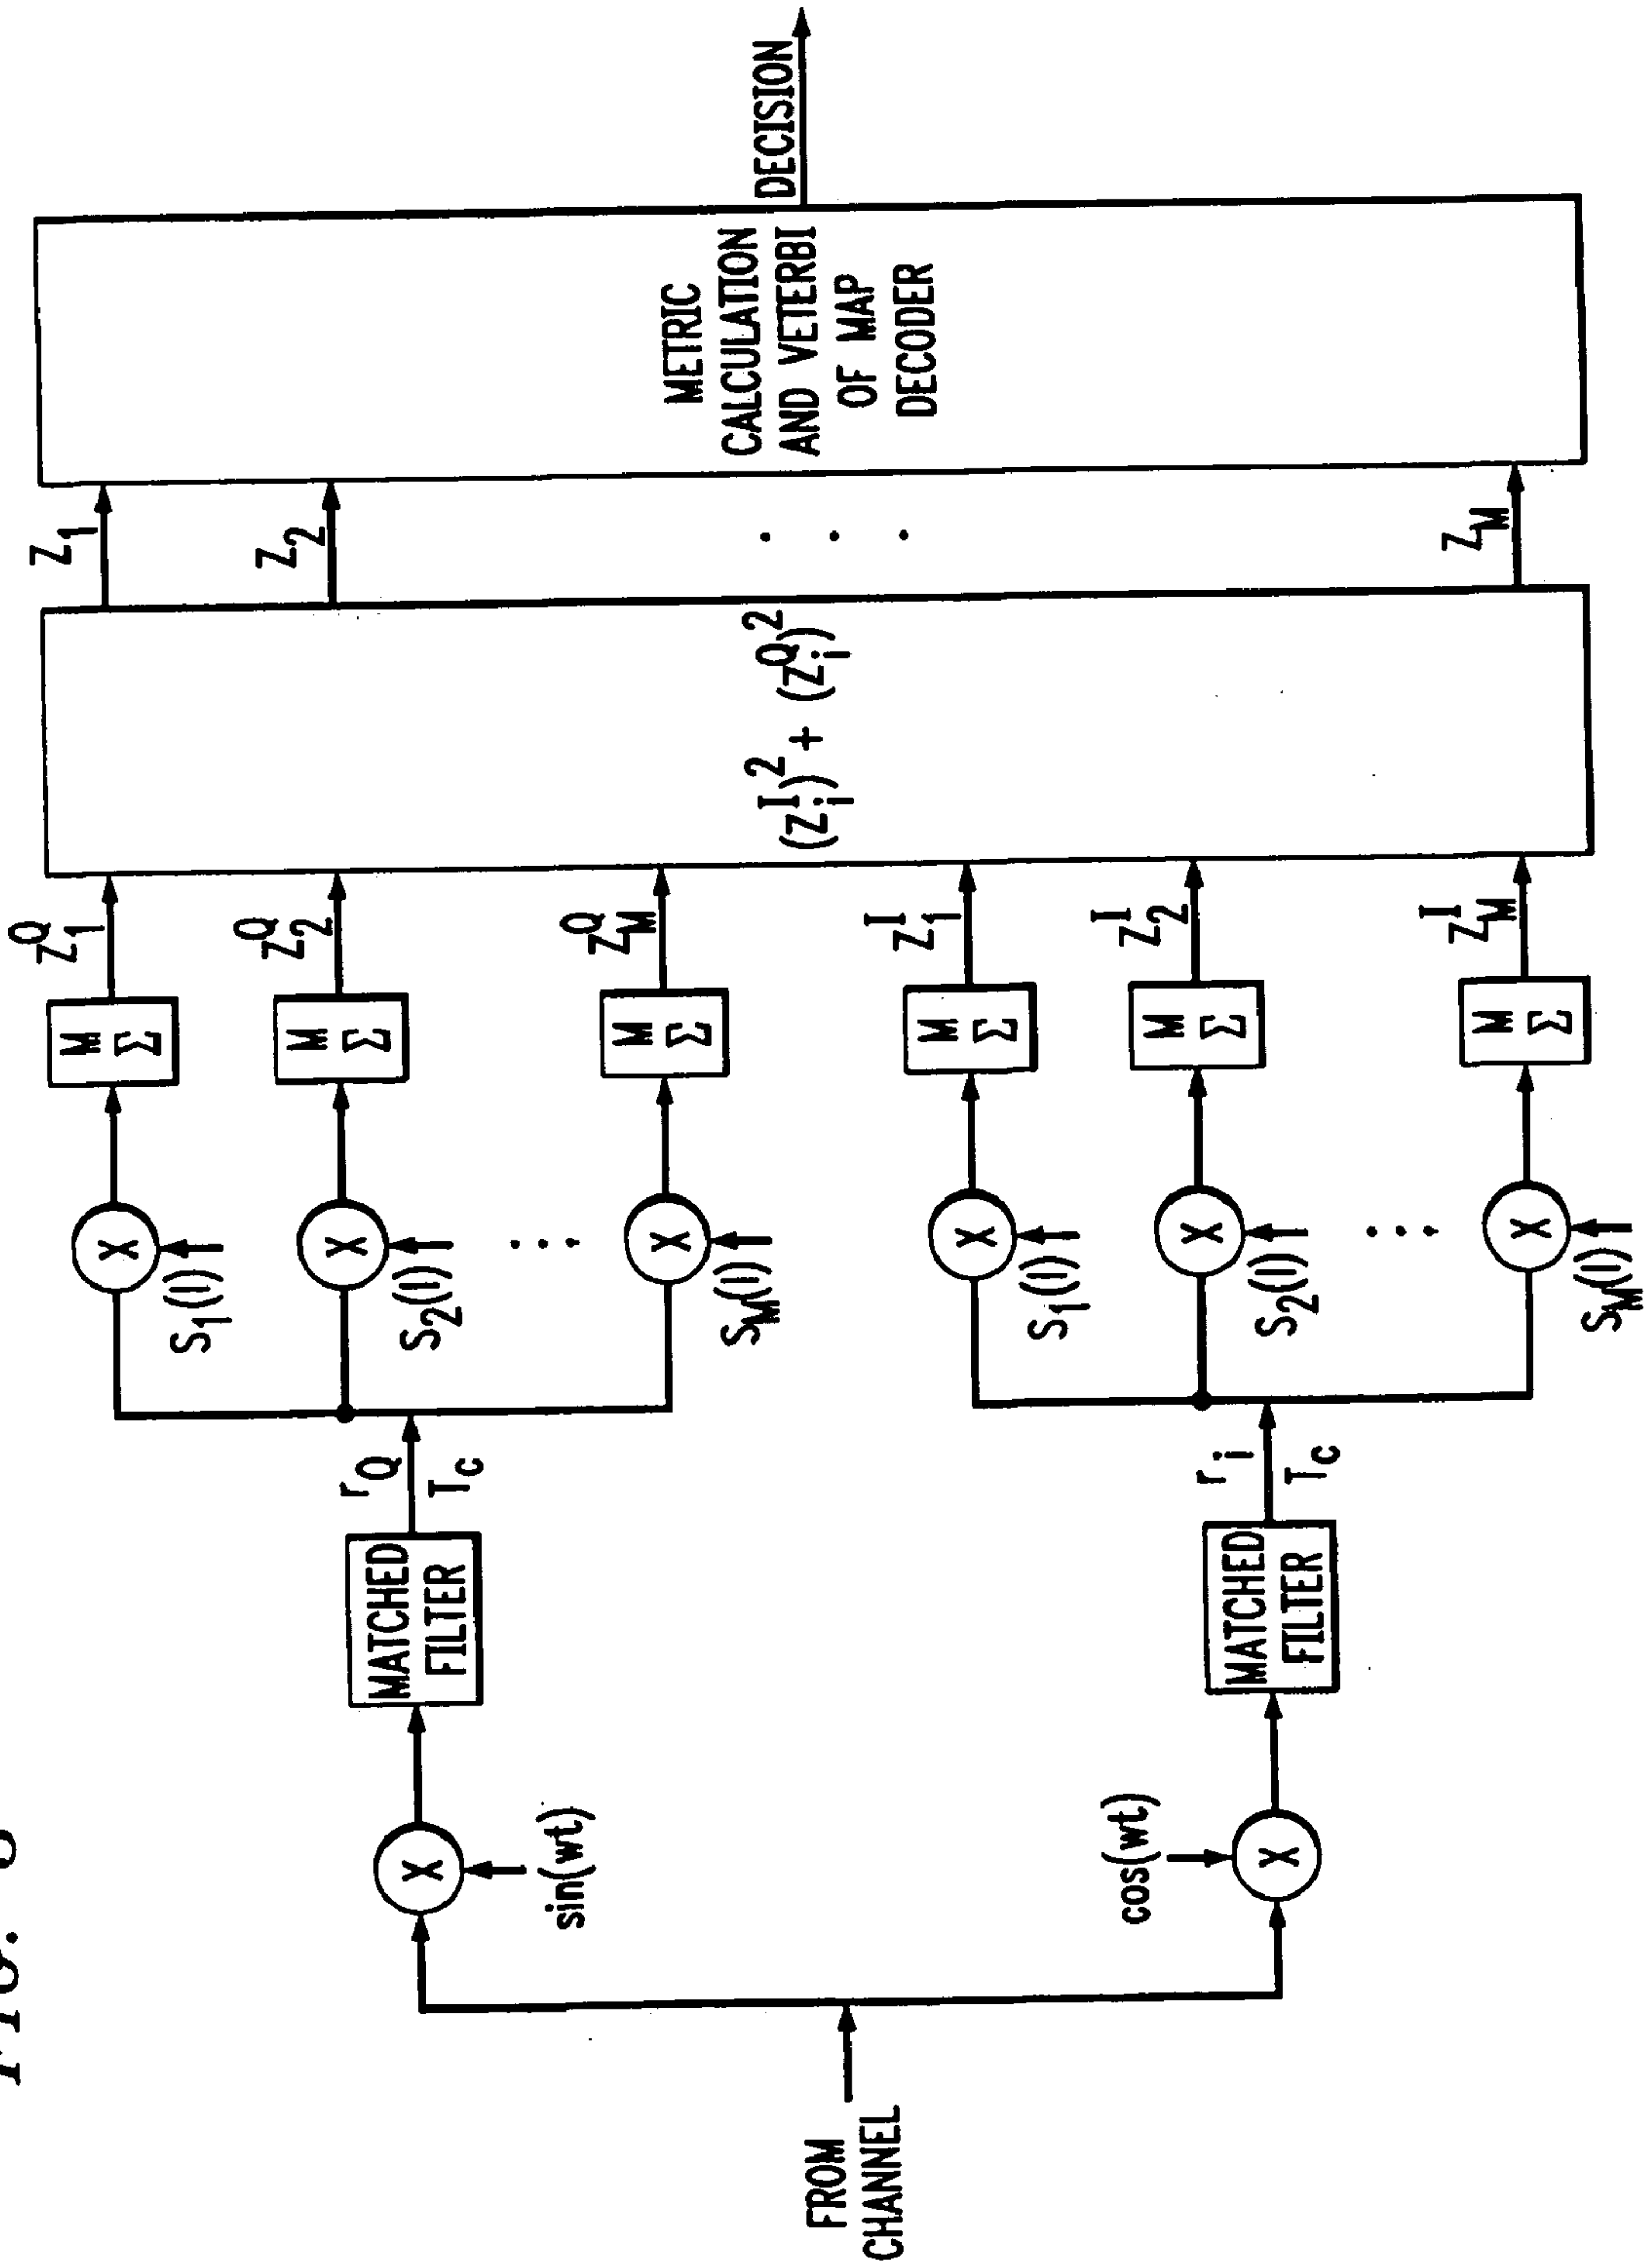 FROM
CHANNEL
sin(wt)
X
cos(wt)
X
MATCHED
FILTER
r_Q
T_c
MATCHED
FILTER
r_i
T_c
X
S_1(l)
X
S_2(l)
. . .
X
S_M(l)
X
S_1(l)
X
S_2(l)
. . .
X
S_M(l)
M
Σ
M
Σ
M
Σ
M
Σ
M
Σ
M
Σ
Z_1^Q
Z_2^Q
Z_M^Q
Z_1^I
Z_2^I
Z_M^I
(Z_i^I)^2 + (Z_i^Q)^2
Z_1
Z_2
. . .
Z_M
METRIC
CALCULATION
AND VETERBI
OF MAP
DECODER
DECISION